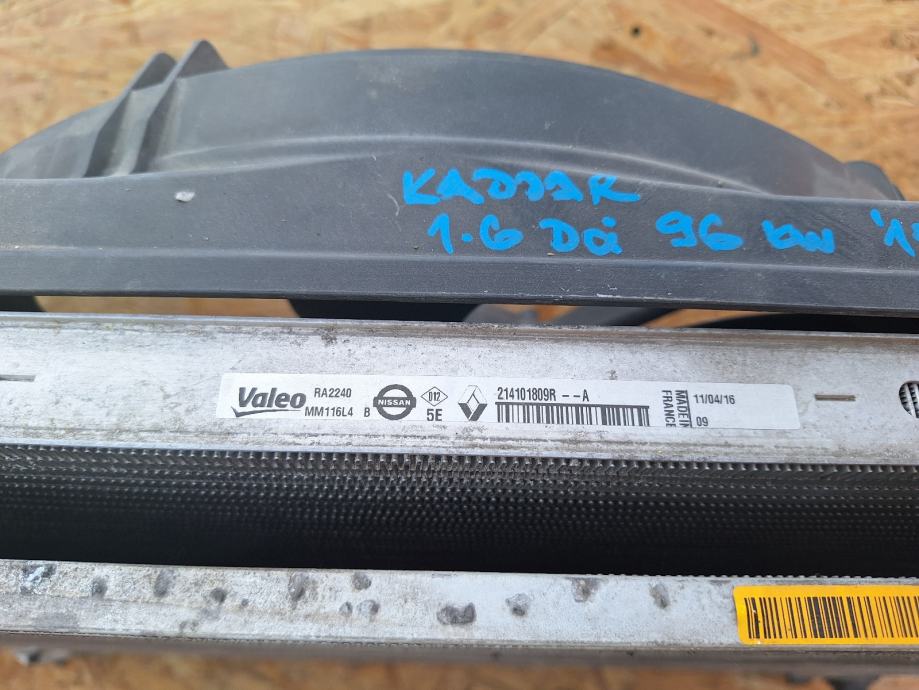 KADJAR
1.6 Dci 96 kw
Valeo RA2240 NISSAN D12 214101809R - - A MADE IN FRANCE 11/04/16
MM116L4 B 5E 09